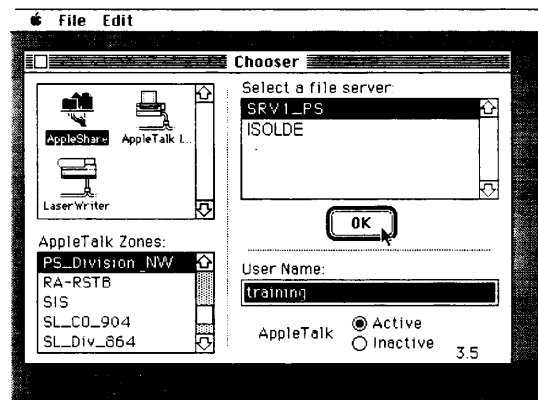 File Edit
Chooser
AppleShare
AppleTalk I...
LaserWriter
AppleTalk Zones:
PS_Division_NW
RA-RSTB
SIS
SL_CO_904
SL_Div_864
Select a file server:
SRV1_PS
ISOLDE
OK
User Name:
training
AppleTalk
Active
Inactive
3.5